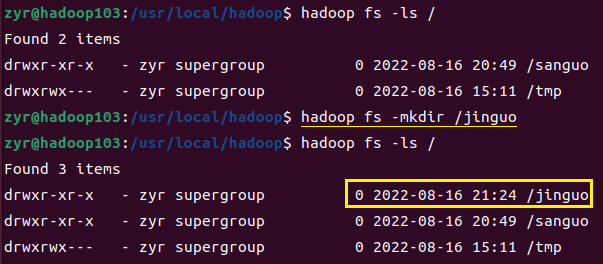 zyr@hadoop103:/usr/local/hadoop$ hadoop fs -ls /
Found 2 items
drwxr-xr-x   - zyr supergroup          0 2022-08-16 20:49 /sanguo
drwxrwx---   - zyr supergroup          0 2022-08-16 15:11 /tmp
zyr@hadoop103:/usr/local/hadoop$ hadoop fs -mkdir /jinguo
zyr@hadoop103:/usr/local/hadoop$ hadoop fs -ls /
Found 3 items
drwxr-xr-x   - zyr supergroup          0 2022-08-16 21:24 /jinguo
drwxr-xr-x   - zyr supergroup          0 2022-08-16 20:49 /sanguo
drwxrwx---   - zyr supergroup          0 2022-08-16 15:11 /tmp